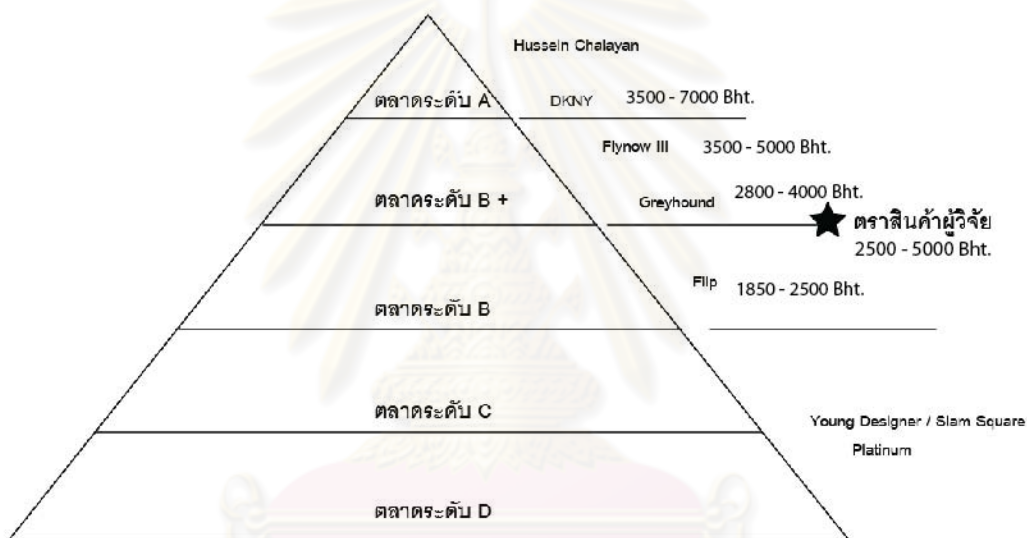 Hussein Chalayan
ตลาดระดับ A DKNY 3500 - 7000 Bht.
Flynow III 3500 - 5000 Bht.
ตลาดระดับ B + Greyhound 2800 - 4000 Bht.
ตราสินค้าผู้วิจัย
2500 - 5000 Bht.
Flip 1850 - 2500 Bht.
ตลาดระดับ B
ตลาดระดับ C
Young Designer / Siam Square
Platinum
ตลาดระดับ D